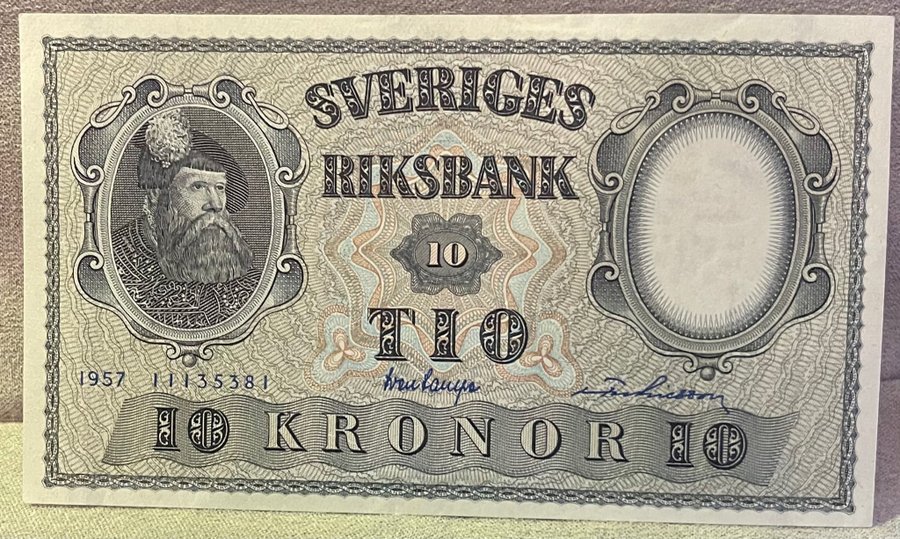 SVERIGES
RIKSBANK
10
TIO
1957 11135381
10 KRONOR 10